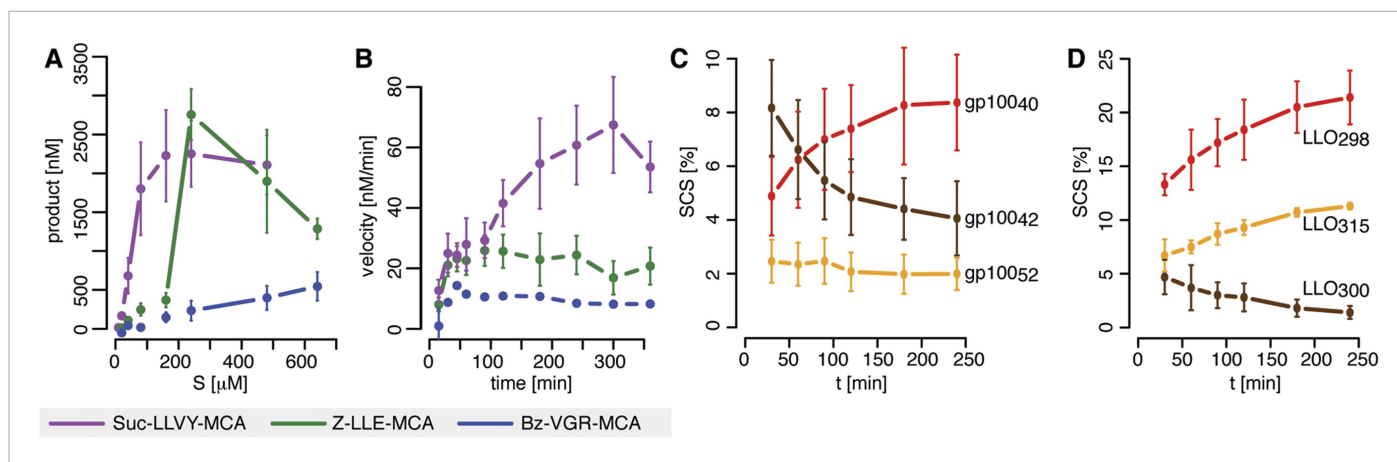 A
product [nM]
3500
2500
1500
500
0
0
200
400
600
S [µM]
B
velocity [nM/min]
80
60
40
20
0
0
100
200
300
time [min]
C
SCS [%]
10
8
6
4
2
0
0
50
100
150
200
250
t [min]
gp10040
gp10042
gp10052
D
SCS [%]
25
20
15
10
5
0
0
50
100
150
200
250
t [min]
LLO298
LLO315
LLO300
Suc-LLVY-MCA Z-LLE-MCA Bz-VGR-MCA